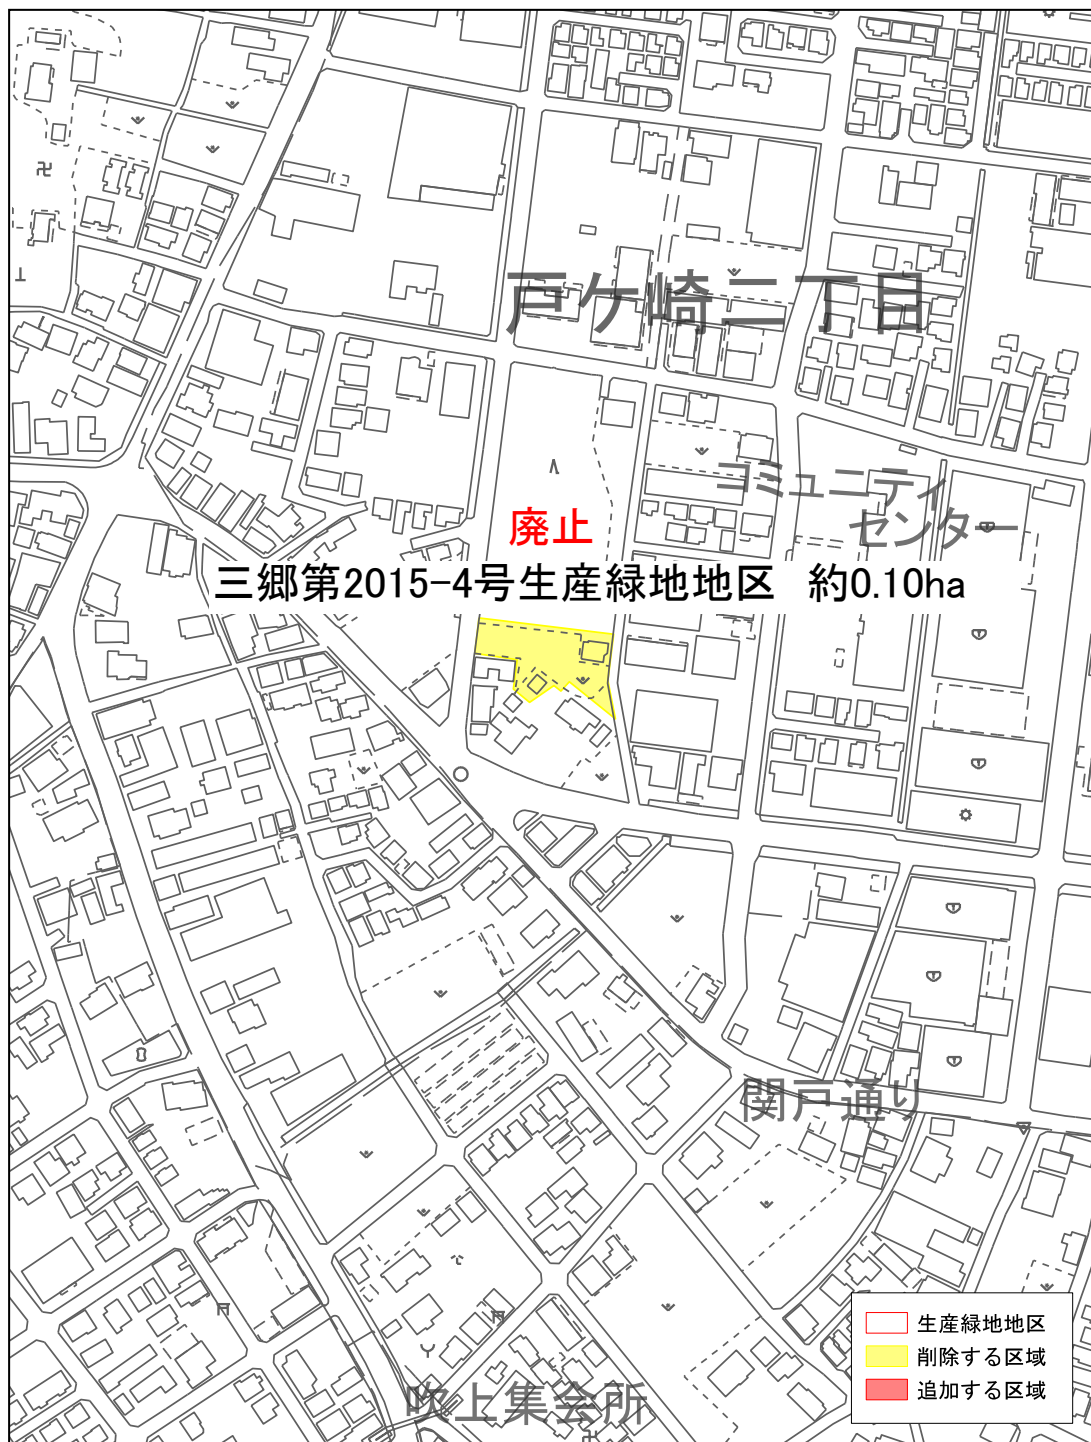 戸ケ崎二丁目
コミュニティ
センター
廃止
三郷第2015-4号生産緑地地区　約0.10ha
関戸通り
吹上集会所
生産緑地地区
削除する区域
追加する区域